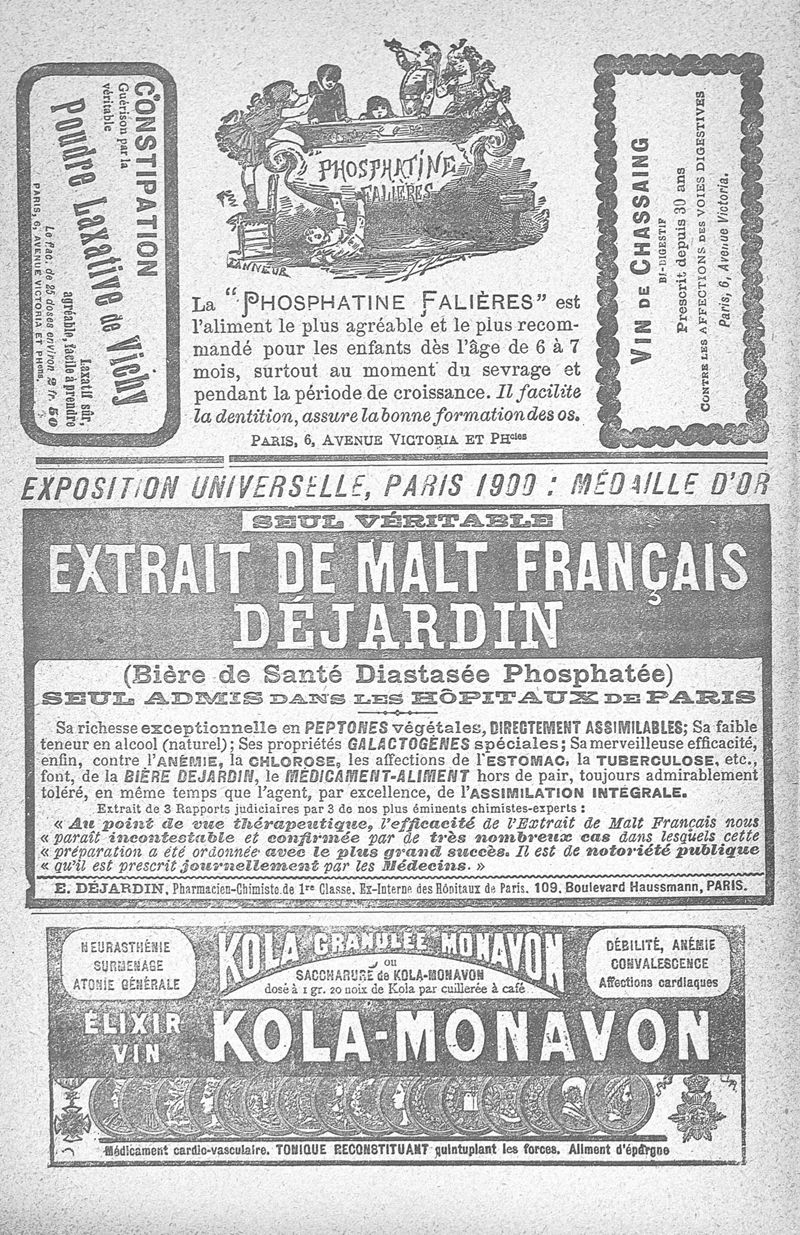 CONSTIPATION
Guérison par la
véritable
Poudre Laxative de Vichy
Laxatif sûr,
agréable, facile à prendre
Le flac. de 25 doses environ 2 fr. 50
PARIS, 6, AVENUE VICTORIA ET PHcies.
PHOSPHATINE
FALIÈRES
TANNEUR
La "PHOSPHATINE FALIÈRES" est
l'aliment le plus agréable et le plus recom-
mandé pour les enfants dès l'âge de 6 à 7
mois, surtout au moment du sevrage et
pendant la période de croissance. Il facilite
la dentition, assure la bonne formation des os.
PARIS, 6, AVENUE VICTORIA ET PHcies
VIN DE CHASSAING
BI-DIGESTIF
Prescrit depuis 30 ans
CONTRE LES AFFECTIONS DES VOIES DIGESTIVES
Paris, 6, Avenue Victoria.
EXPOSITION UNIVERSELLE, PARIS 1900 : MÉDAILLE D'OR
SEUL VÉRITABLE
EXTRAIT DE MALT FRANÇAIS
DÉJARDIN
(Bière de Santé Diastasée Phosphatée)
SEUL ADMIS DANS LES HÔPITAUX DE PARIS
Sa richesse exceptionnelle en PEPTONES végétales, DIRECTEMENT ASSIMILABLES; Sa faible
teneur en alcool (naturel); Ses propriétés GALACTOGÈNES spéciales; Sa merveilleuse efficacité,
enfin, contre l'ANÉMIE, la CHLOROSE, les affections de l'ESTOMAC, la TUBERCULOSE, etc.,
font, de la BIÈRE DEJARDIN, le MÉDICAMENT-ALIMENT hors de pair, toujours admirablement
toléré, en même temps que l'agent, par excellence, de l'ASSIMILATION INTÉGRALE.
Extrait de 3 Rapports judiciaires par 3 de nos plus éminents chimistes-experts :
« Au point de vue thérapeutique, l'efficacité de l'Extrait de Malt Français nous
« paraît incontestable et confirmée par de très nombreux cas dans lesquels cette
« préparation a été ordonnée avec le plus grand succès. Il est de notoriété publique
« qu'il est prescrit journellement par les Médecins. »
E. DÉJARDIN, Pharmacien-Chimiste de 1re Classe, Ex-Interne des Hôpitaux de Paris, 109, Boulevard Haussmann, PARIS.
NEURASTHÉNIE
SURMENAGE
ATONIE GÉNÉRALE
KOLA GRANULÉE MONAVON
ou
SACCHARURÉ de KOLA-MONAVON
dosé à 1 gr. 20 noix de Kola par cuillerée à café
DÉBILITÉ, ANÉMIE
CONVALESCENCE
Affections cardiaques
ÉLIXIR
VIN
KOLA-MONAVON
Médicament cardio-vasculaire. TONIQUE RECONSTITUANT quintuplant les forces. Aliment d'épargne